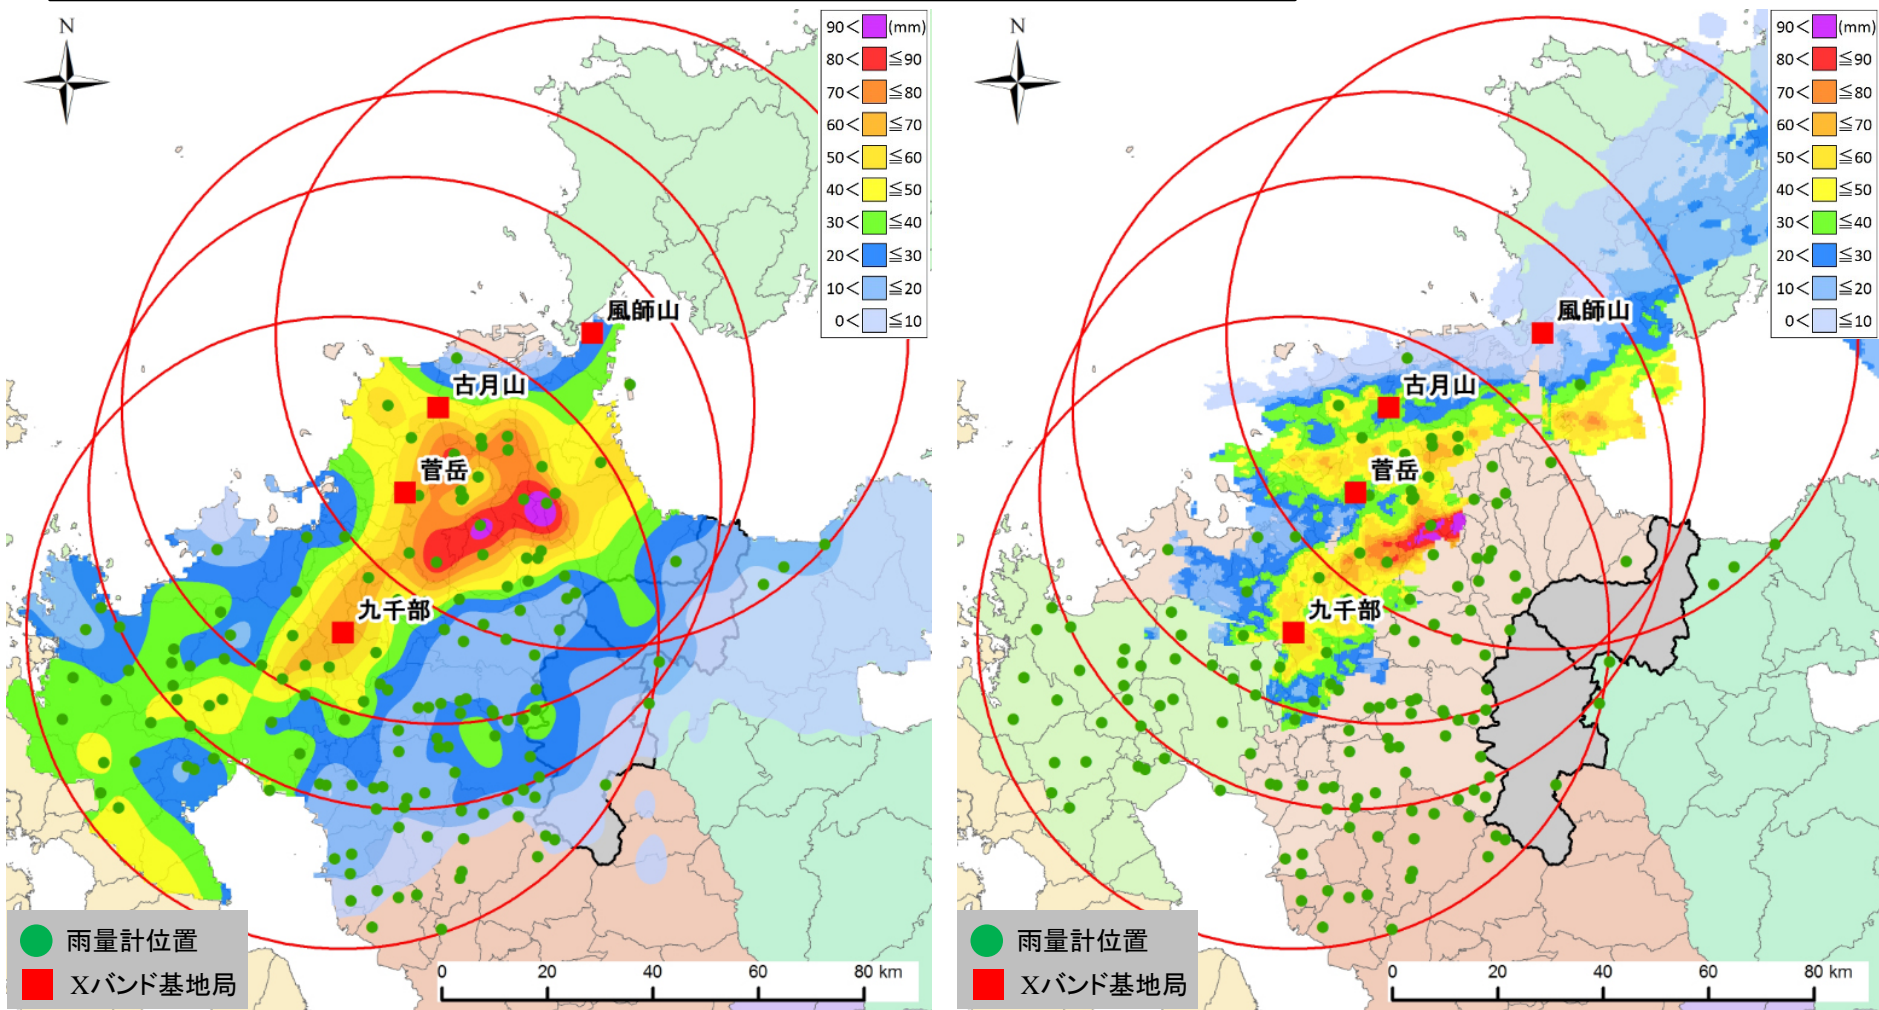 N
90< (mm)
80< ≦90
70< ≦80
60< ≦70
50< ≦60
40< ≦50
30< ≦40
20< ≦30
10< ≦20
0< ≦10
風師山
古月山
菅岳
九千部
雨量計位置
Xバンド基地局
0 20 40 60 80 km
N
90< (mm)
80< ≦90
70< ≦80
60< ≦70
50< ≦60
40< ≦50
30< ≦40
20< ≦30
10< ≦20
0< ≦10
風師山
古月山
菅岳
九千部
雨量計位置
Xバンド基地局
0 20 40 60 80 km